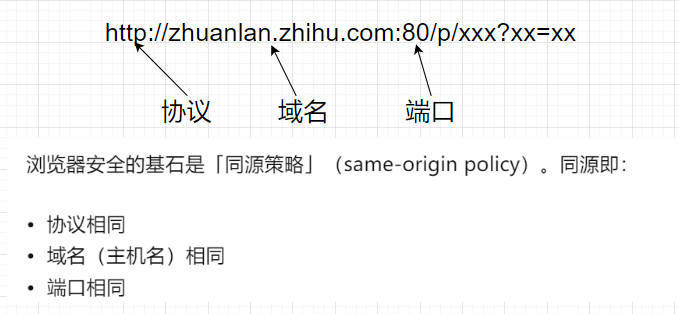 http://zhuanlan.zhihu.com:80/p/xxx?xx=xx
协议 域名 端口
浏览器安全的基石是「同源策略」（same-origin policy）。同源即：
• 协议相同
• 域名（主机名）相同
• 端口相同